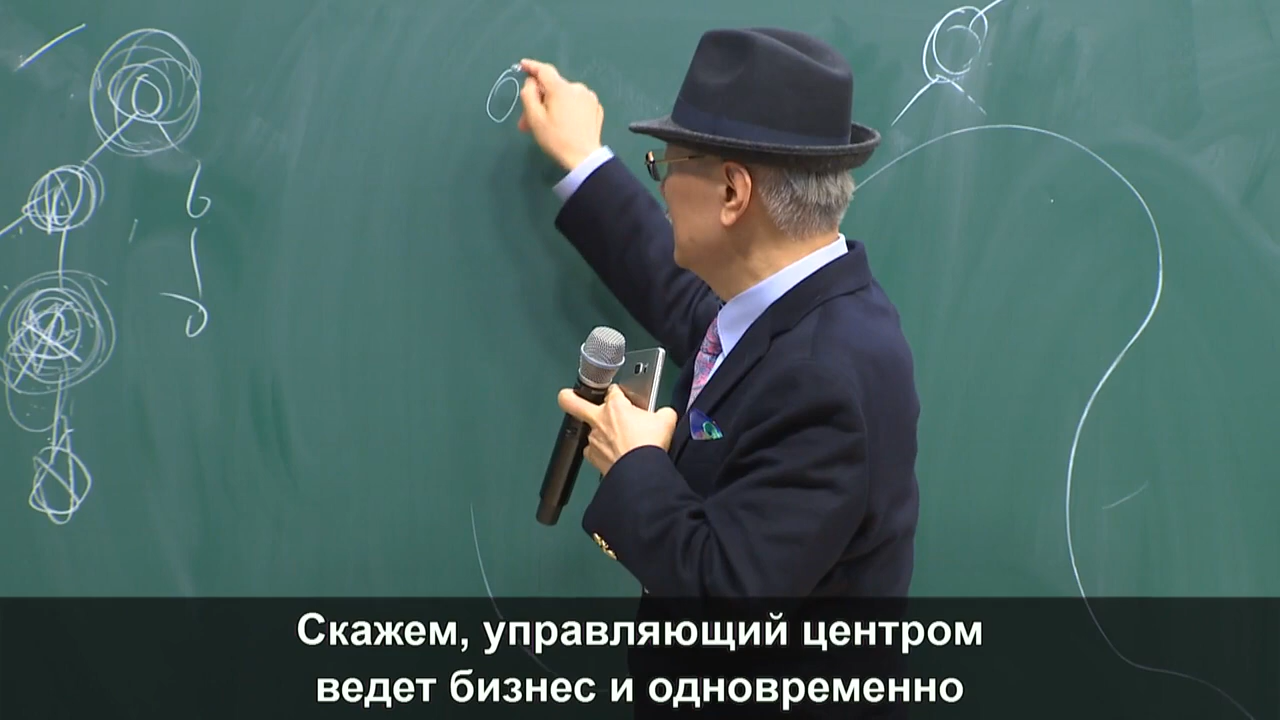 Скажем, управляющий центром
ведет бизнес и одновременно